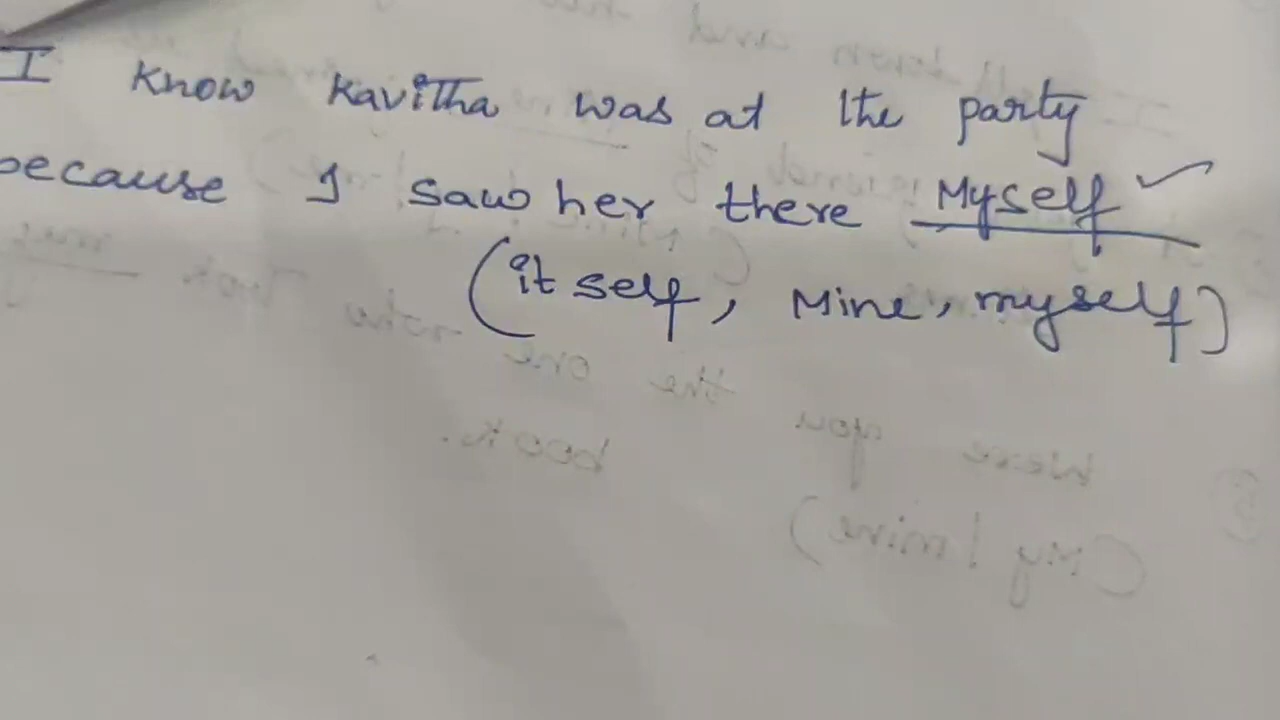 I know Kavitha was at the party
because I saw her there Myself ✓
(itself, Mine, myself)